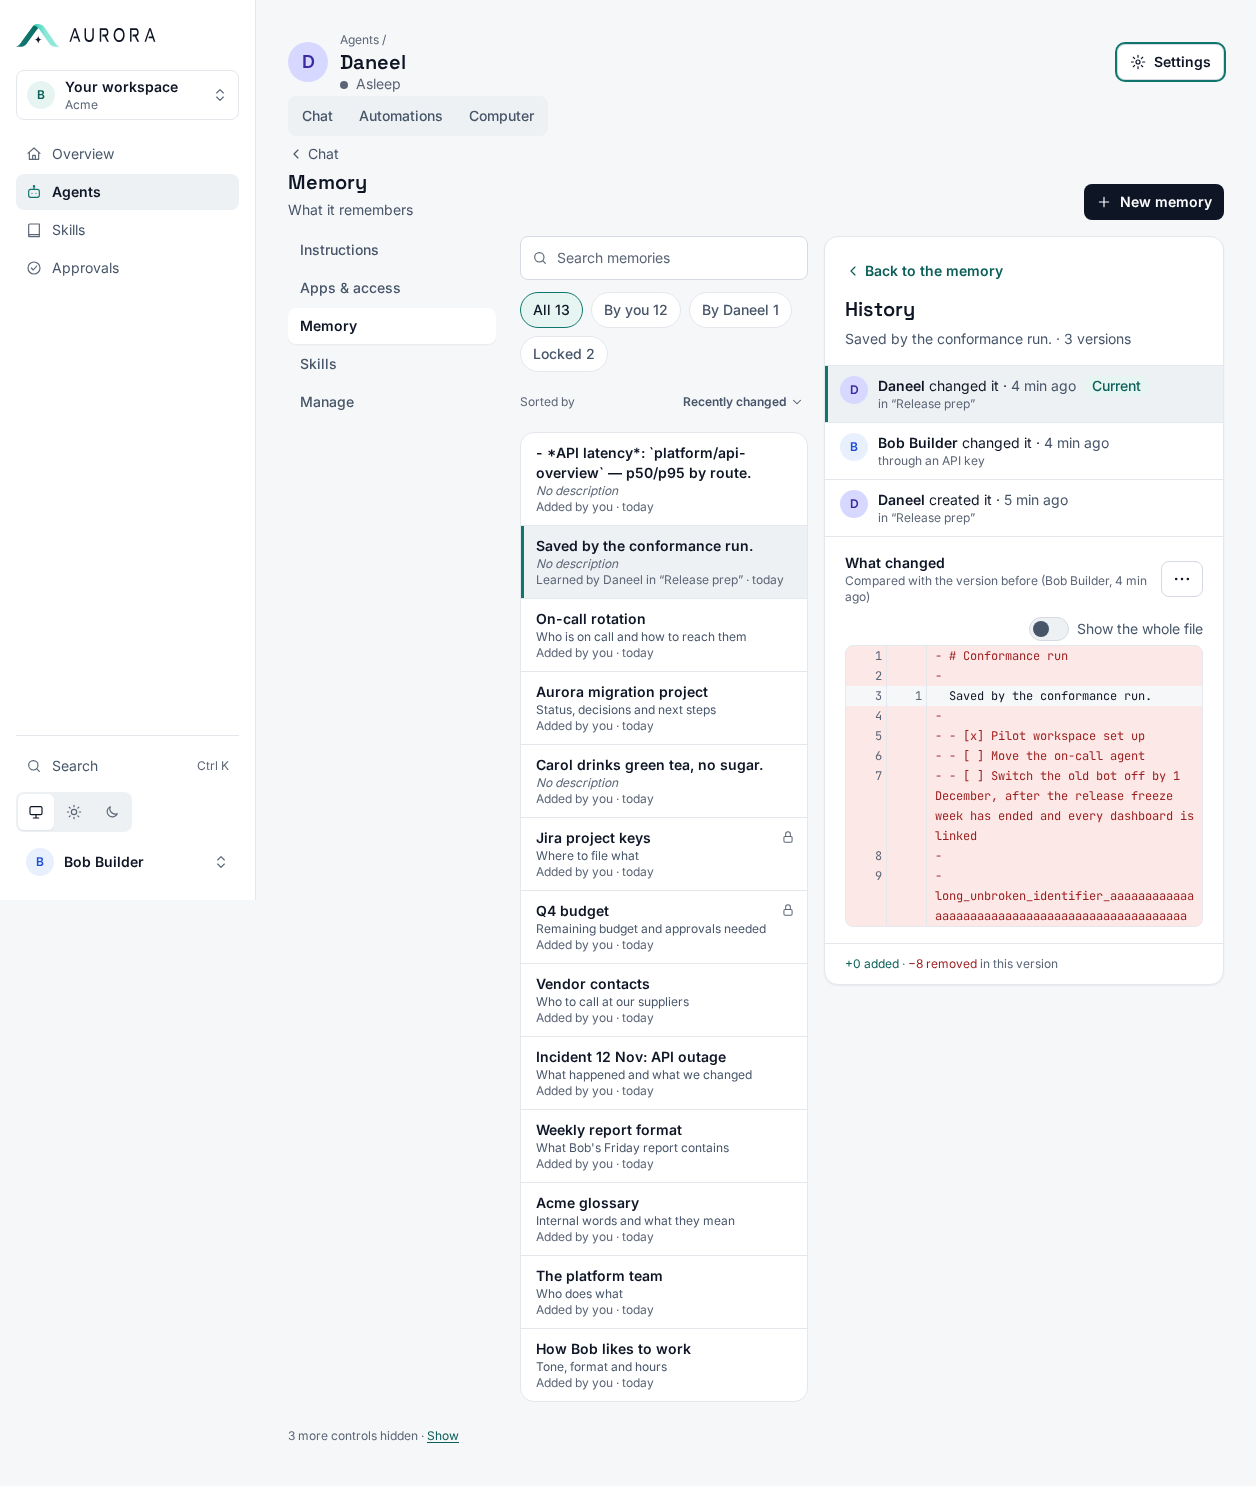 AURORA
B
Your workspace
Acme
Overview
Agents
Skills
Approvals
Search
Ctrl K
B
Bob Builder
D
Agents /
Daneel
Asleep
Settings
Chat
Automations
Computer
Chat
Memory
What it remembers
New memory
Instructions
Apps & access
Memory
Skills
Manage
Search memories
All 13
By you 12
By Daneel 1
Locked 2
Sorted by
Recently changed
- *API latency*: `platform/api-
overview` — p50/p95 by route.
No description
Added by you · today
Saved by the conformance run.
No description
Learned by Daneel in “Release prep” · today
On-call rotation
Who is on call and how to reach them
Added by you · today
Aurora migration project
Status, decisions and next steps
Added by you · today
Carol drinks green tea, no sugar.
No description
Added by you · today
Jira project keys
Where to file what
Added by you · today
Q4 budget
Remaining budget and approvals needed
Added by you · today
Vendor contacts
Who to call at our suppliers
Added by you · today
Incident 12 Nov: API outage
What happened and what we changed
Added by you · today
Weekly report format
What Bob's Friday report contains
Added by you · today
Acme glossary
Internal words and what they mean
Added by you · today
The platform team
Who does what
Added by you · today
How Bob likes to work
Tone, format and hours
Added by you · today
Back to the memory
History
Saved by the conformance run. · 3 versions
D
Daneel changed it · 4 min ago
Current
in “Release prep”
B
Bob Builder changed it · 4 min ago
through an API key
D
Daneel created it · 5 min ago
in “Release prep”
What changed
Compared with the version before (Bob Builder, 4 min
ago)
Show the whole file
1 - # Conformance run
2 -
3 1 Saved by the conformance run.
4 -
5 - - [x] Pilot workspace set up
6 - - [ ] Move the on-call agent
7 - - [ ] Switch the old bot off by 1
December, after the release freeze
week has ended and every dashboard is
linked
8 -
9 -
long_unbroken_identifier_aaaaaaaaaaaa
aaaaaaaaaaaaaaaaaaaaaaaaaaaaaaaaaaaa
+0 added · −8 removed in this version
3 more controls hidden · Show